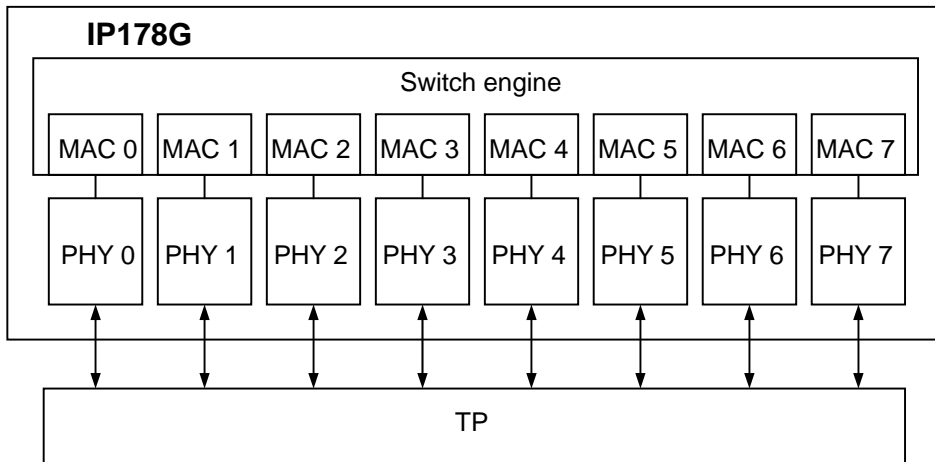 IP178G
Switch engine
MAC 0 MAC 1 MAC 2 MAC 3 MAC 4 MAC 5 MAC 6 MAC 7
PHY 0 PHY 1 PHY 2 PHY 3 PHY 4 PHY 5 PHY 6 PHY 7
TP